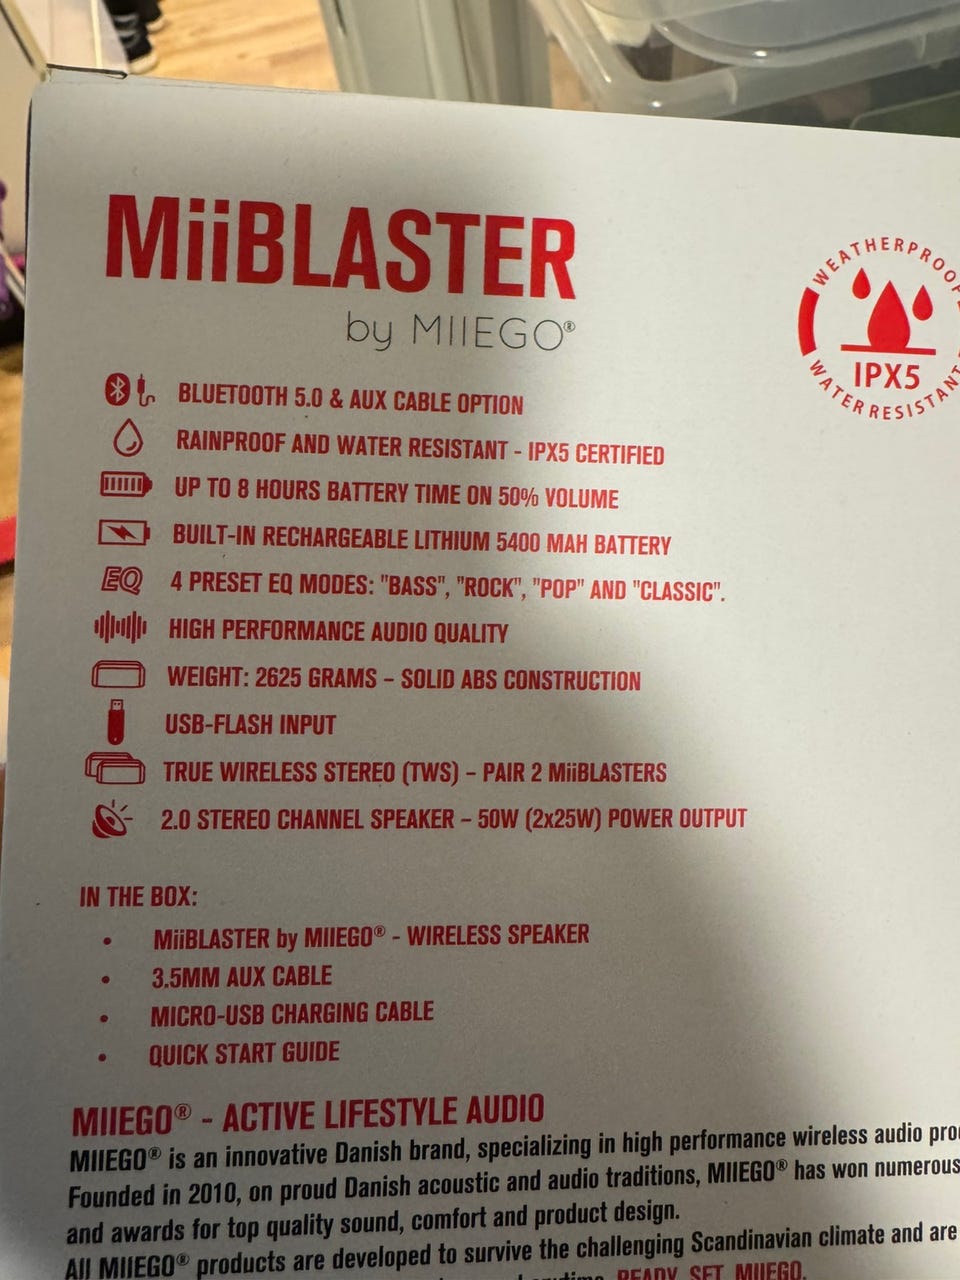 MiiBLASTER
by MIIEGO®
WEATHERPROOF
IPX5
WATER RESISTANT
BLUETOOTH 5.0 & AUX CABLE OPTION
RAINPROOF AND WATER RESISTANT - IPX5 CERTIFIED
UP TO 8 HOURS BATTERY TIME ON 50% VOLUME
BUILT-IN RECHARGEABLE LITHIUM 5400 MAH BATTERY
EQ 4 PRESET EQ MODES: "BASS", "ROCK", "POP" AND "CLASSIC".
HIGH PERFORMANCE AUDIO QUALITY
WEIGHT: 2625 GRAMS – SOLID ABS CONSTRUCTION
USB-FLASH INPUT
TRUE WIRELESS STEREO (TWS) – PAIR 2 MiiBLASTERS
2.0 STEREO CHANNEL SPEAKER – 50W (2x25W) POWER OUTPUT
IN THE BOX:
• MiiBLASTER by MIIEGO® - WIRELESS SPEAKER
• 3.5MM AUX CABLE
• MICRO-USB CHARGING CABLE
• QUICK START GUIDE
MIIEGO® - ACTIVE LIFESTYLE AUDIO
MIIEGO® is an innovative Danish brand, specializing in high performance wireless audio
Founded in 2010, on proud Danish acoustic and audio traditions, MIIEGO® has won numerous
and awards for top quality sound, comfort and product design.
All MIIEGO® products are developed to survive the challenging Scandinavian climate and are
READY, SET, MIIEGO.